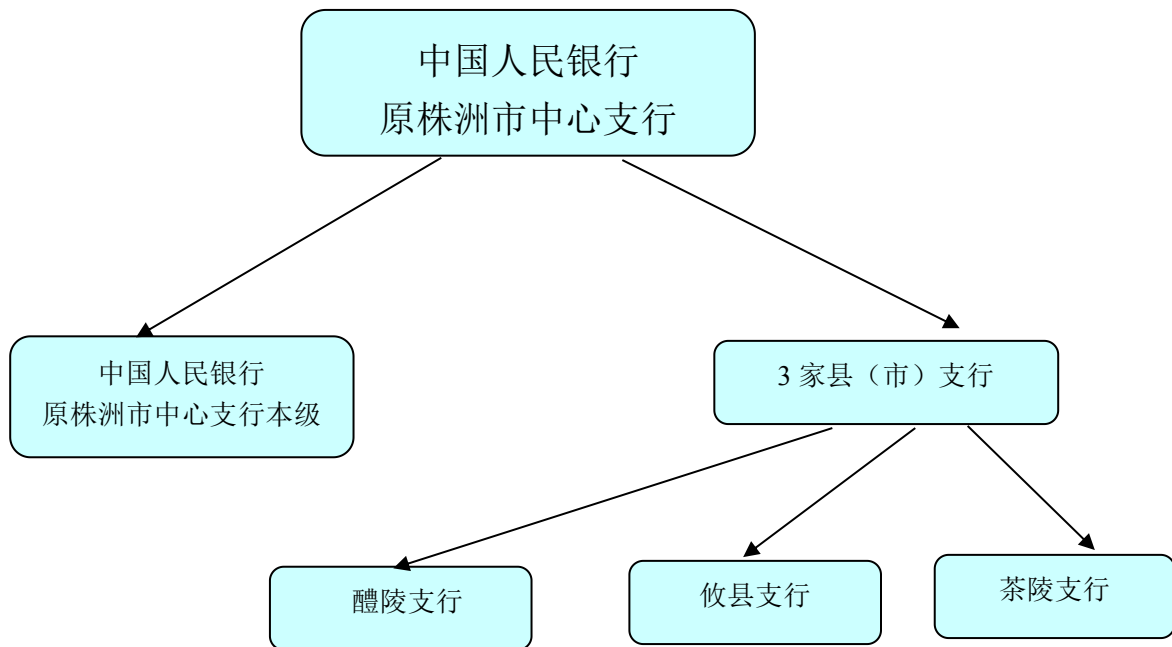 中国人民银行
原株洲市中心支行
中国人民银行
原株洲市中心支行本级
3 家县（市）支行
醴陵支行
攸县支行
茶陵支行